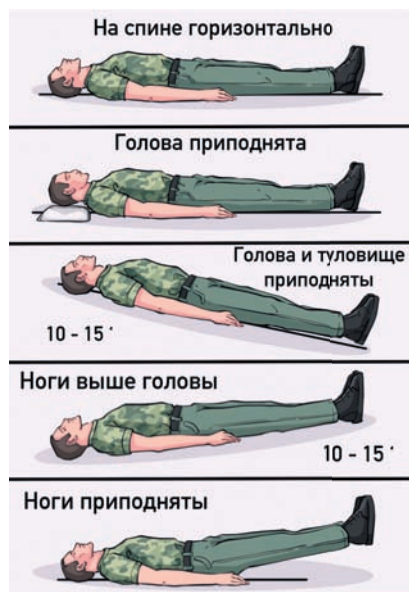 На спине горизонтально
Голова приподнята
Голова и туловище
приподняты
10 - 15 °
Ноги выше головы
10 - 15 °
Ноги приподняты